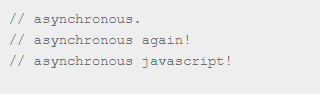 // asynchronous.
// asynchronous again!
// asynchronous javascript!